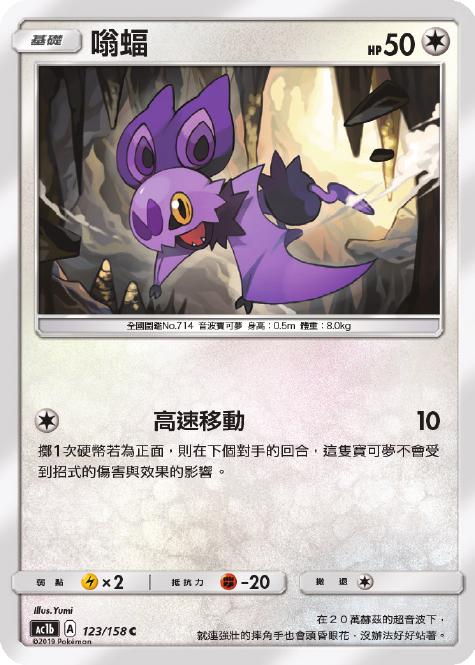 基礎 嗡蝠 HP 50
全國圖鑑No.714 音波寶可夢 身高：0.5m 體重：8.0kg
高速移動 10
擲1次硬幣若為正面，則在下個對手的回合，這隻寶可夢不會受
到招式的傷害與效果的影響。
弱點 ×2 抵抗力 -20 撤退
Illus.Yumi
AC1b A 123/158 C
©2019 Pokémon
在２０萬赫茲的超音波下，
就連強壯的摔角手也會頭昏眼花，沒辦法好好站著。